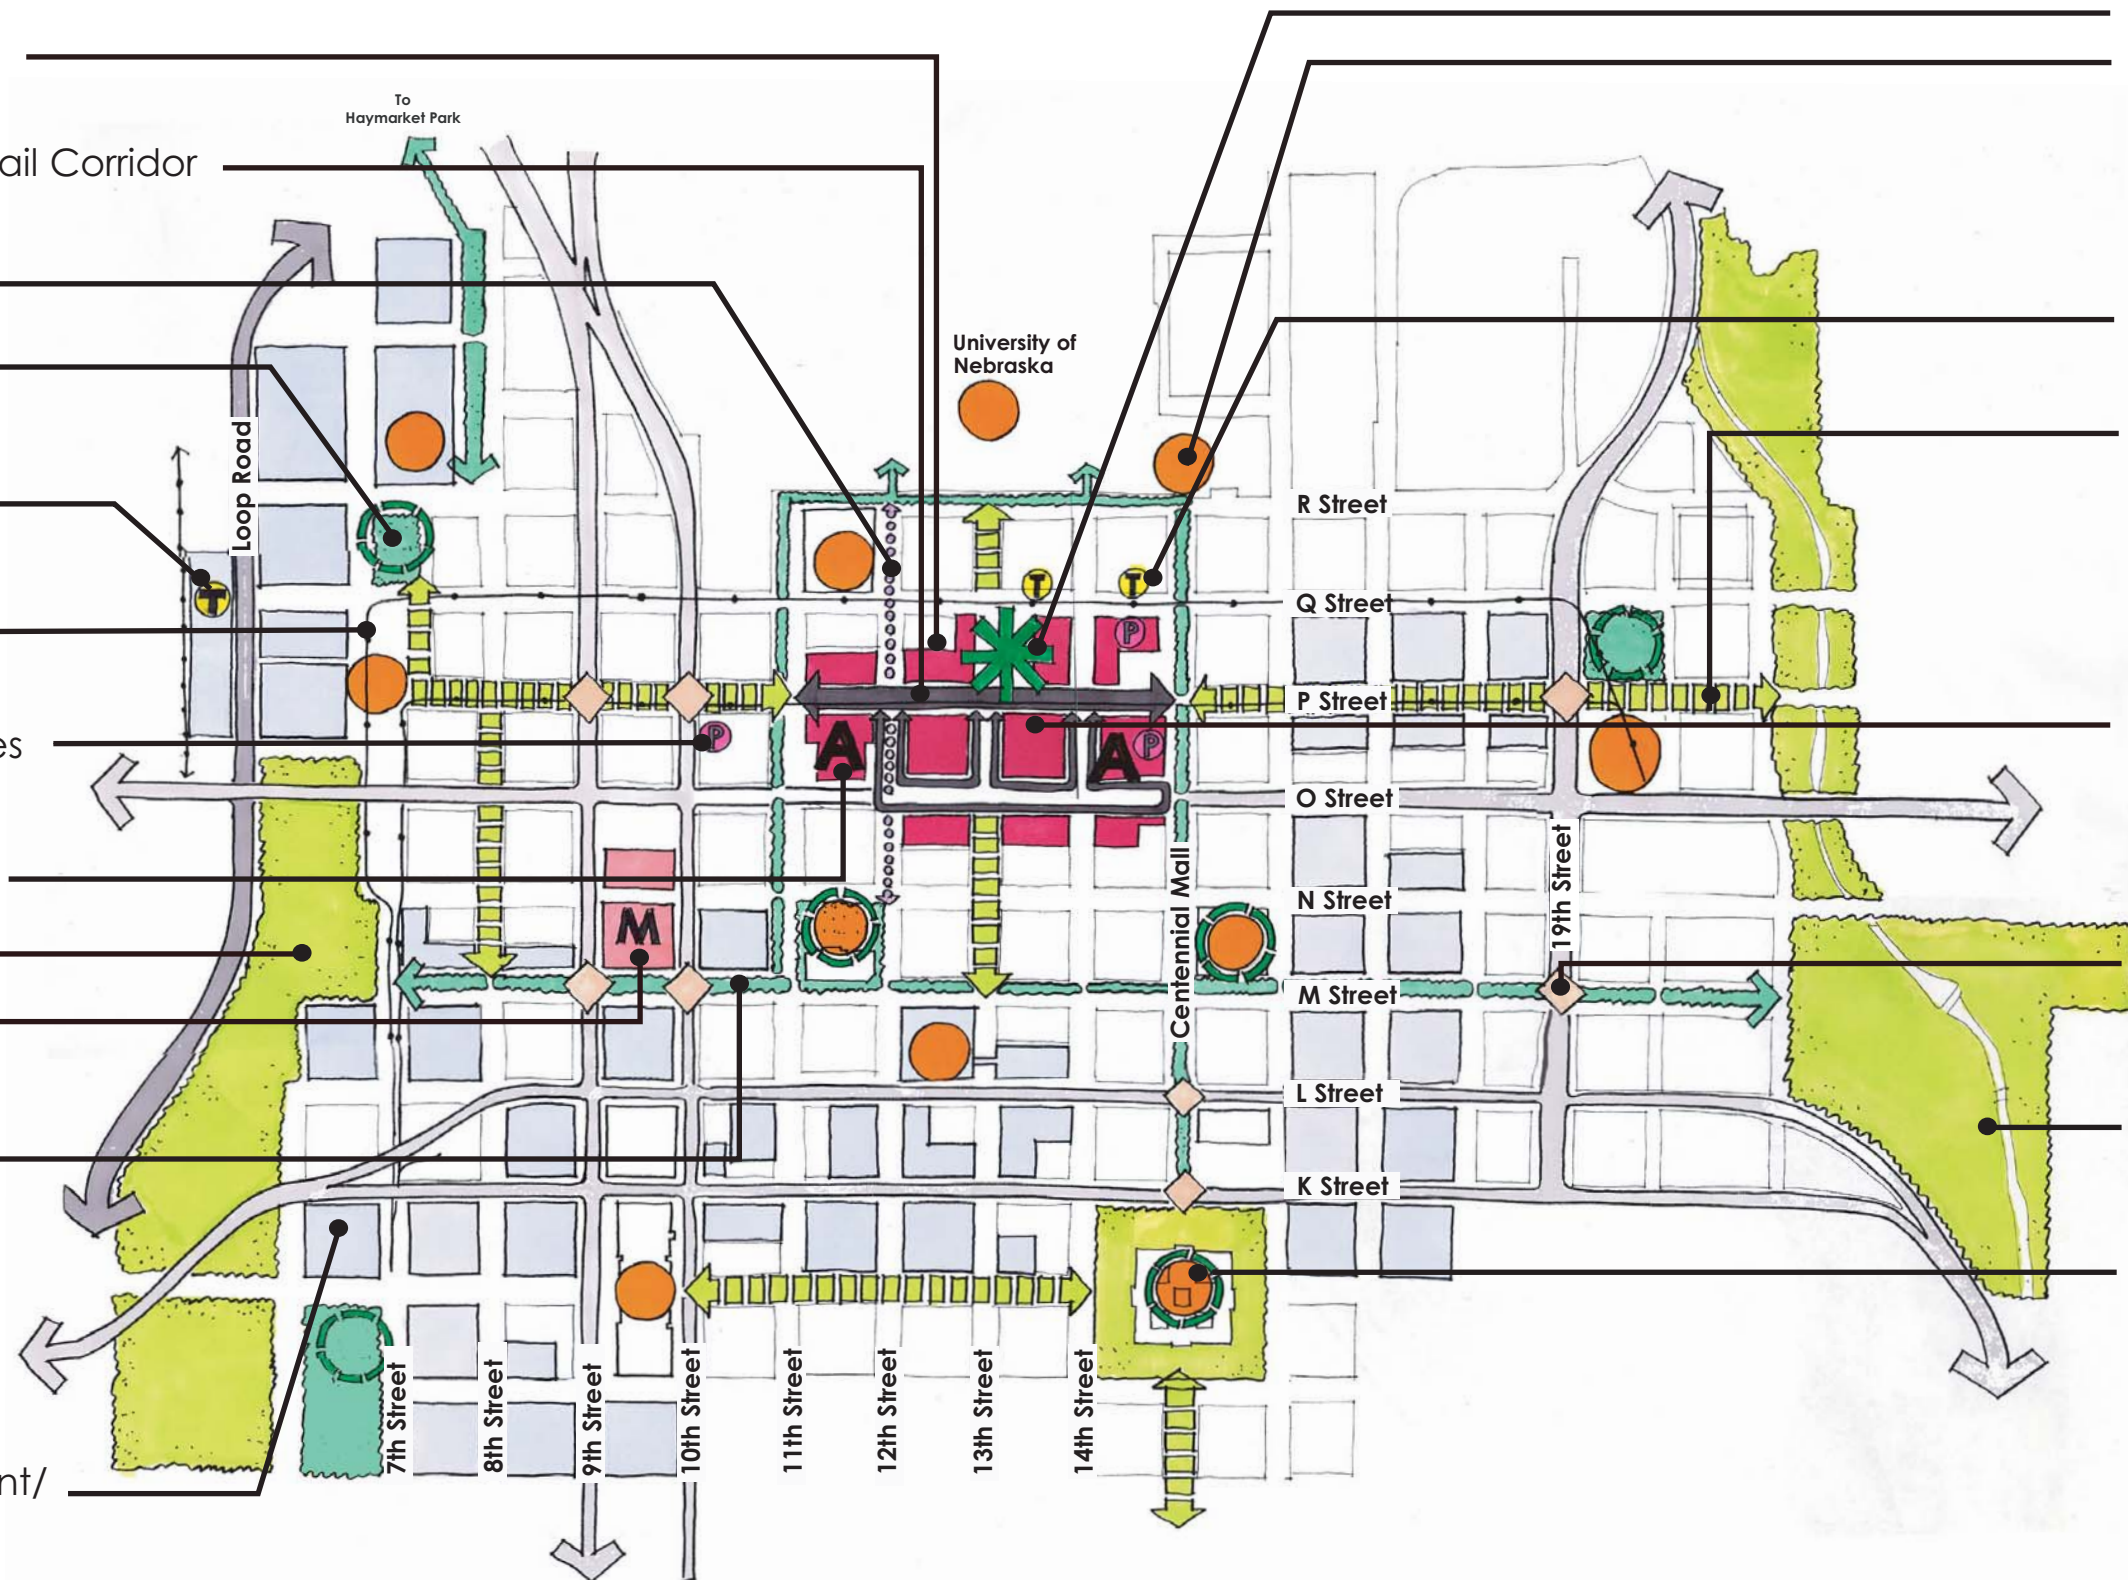 To
Haymarket Park
ail Corridor
University of
Nebraska
Loop Road
R Street
T
T
T
Q Street
P
P Street
es
P
A
A
P
O Street
19th Street
Centennial Mall
N Street
M
M Street
L Street
K Street
7th Street
8th Street
9th Street
10th Street
11th Street
12th Street
13th Street
14th Street
nt/